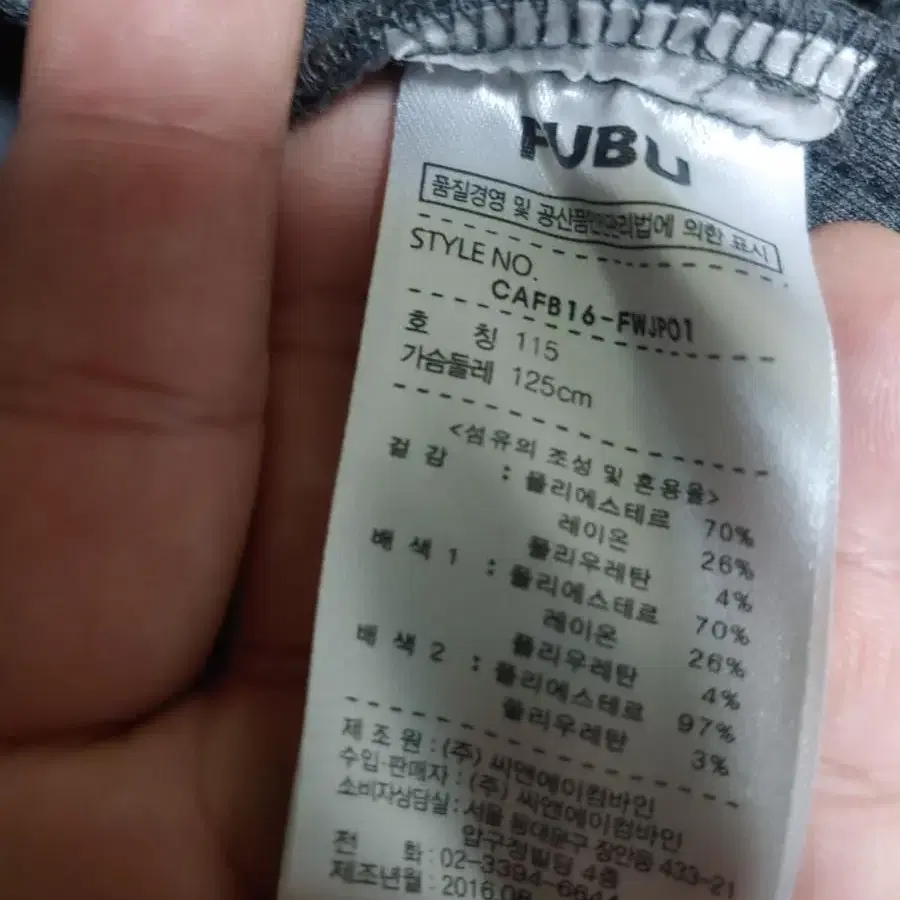 FUBU
품질경영 및 공산품안전관리법에 의한 표시
STYLE NO.
CAFB16-FWJP01
호 칭 115
가슴둘레 125cm
<섬유의 조성 및 혼용율>
겉 감 : 폴리에스테르 70%
레이온 26%
폴리우레탄 4%
배 색 1 : 폴리에스테르 70%
레이온 26%
폴리우레탄 4%
배 색 2 : 폴리에스테르 97%
폴리우레탄 3%
제 조 원 : (주) 씨앤에이컴바인
수입·판매자 : (주) 씨앤에이컴바인
소비자상담실 : 서울 동대문구 장안동 433-21
압구정빌딩 4층
전 화 : 02-3394-6644
제조년월 : 2016.08